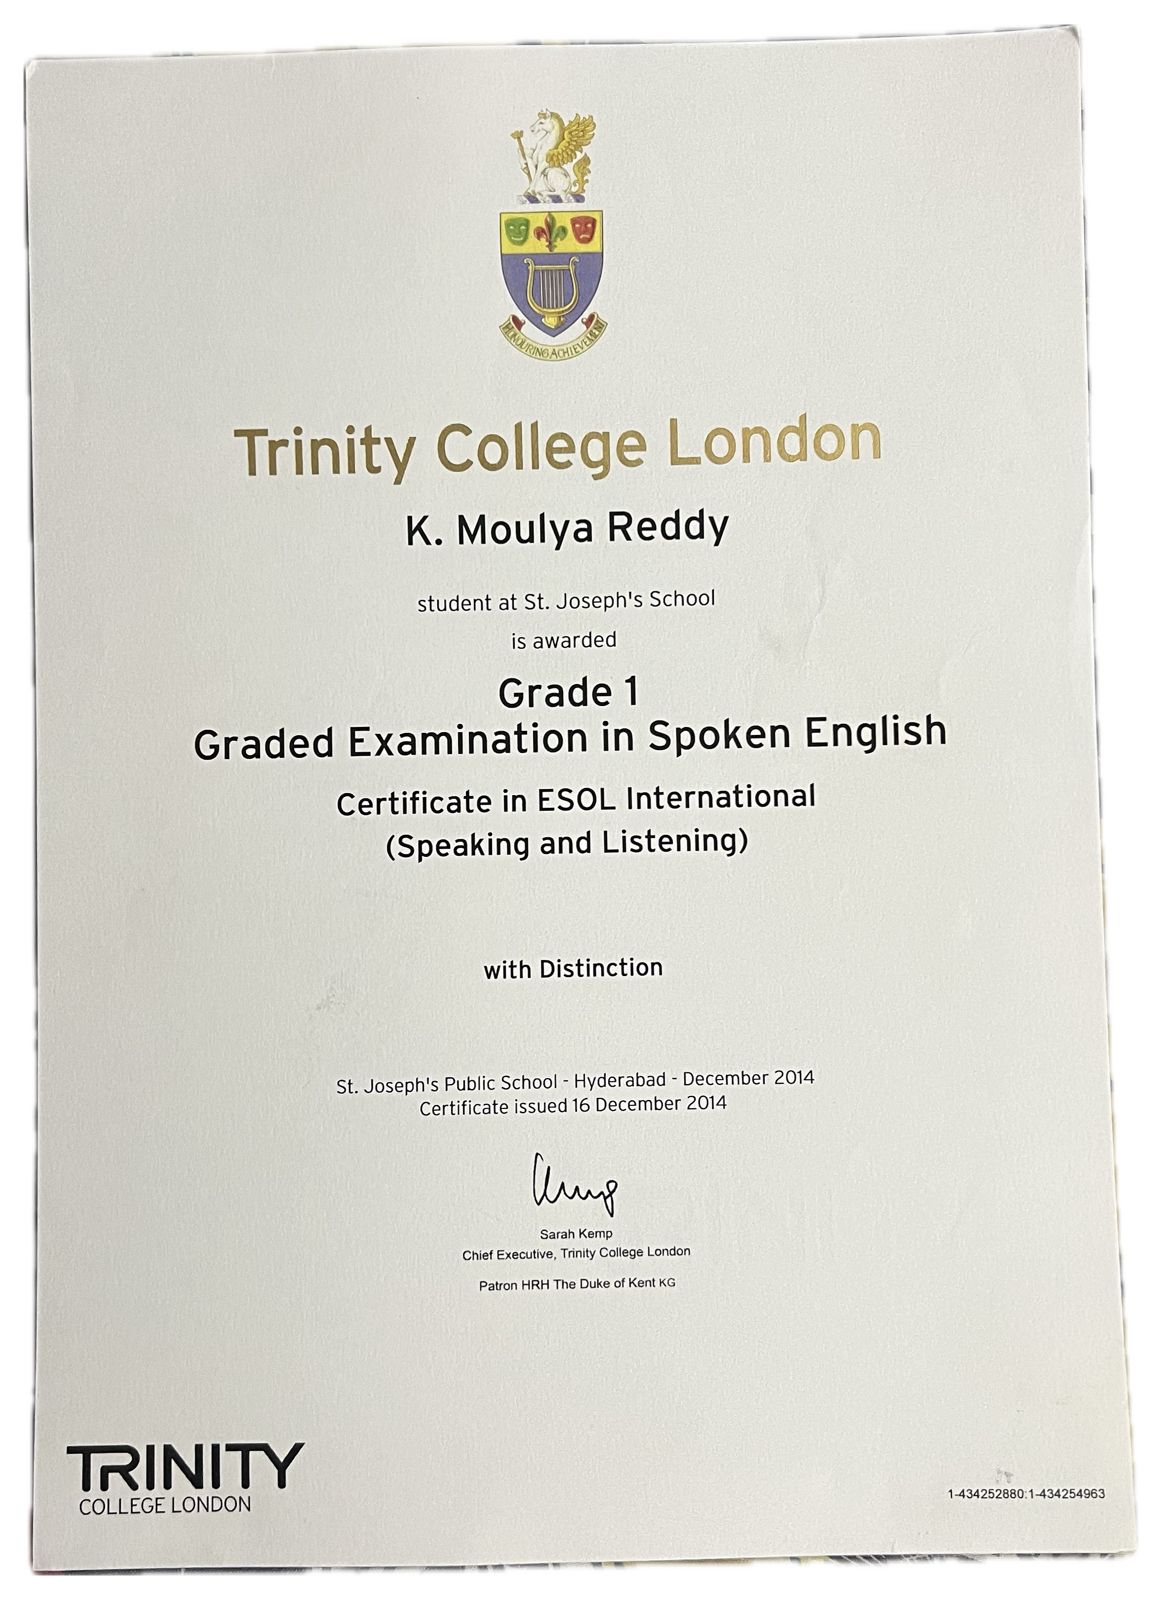 HONOURING ACHIEVEMENT
Trinity College London
K. Moulya Reddy
student at St. Joseph's School
is awarded
Grade 1
Graded Examination in Spoken English
Certificate in ESOL International
(Speaking and Listening)
with Distinction
St. Joseph's Public School - Hyderabad - December 2014
Certificate issued 16 December 2014
Sarah Kemp
Chief Executive, Trinity College London
Patron HRH The Duke of Kent KG
TRINITY
COLLEGE LONDON
1-434252880:1-434254963